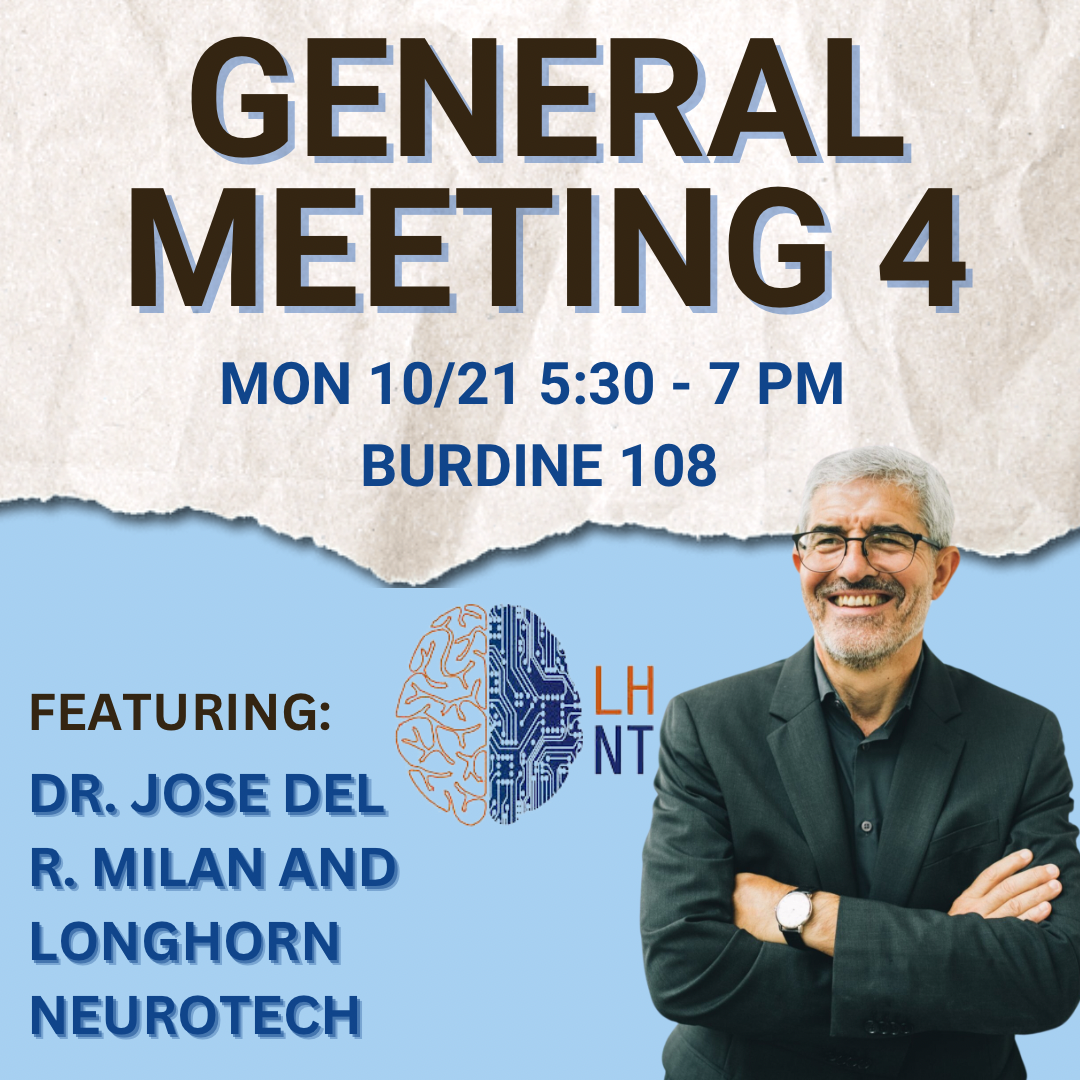 GENERAL
MEETING 4
MON 10/21 5:30 - 7 PM
BURDINE 108
LH
NT
FEATURING:
DR. JOSE DEL
R. MILAN AND
LONGHORN
NEUROTECH